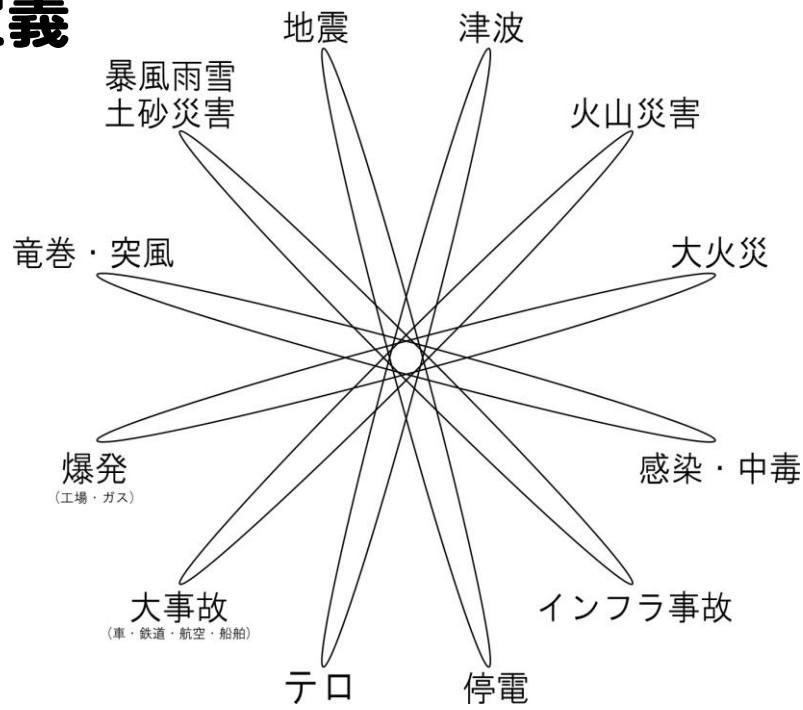 義
地震
津波
暴風雨雪
土砂災害
火山災害
竜巻・突風
大火災
爆発
（工場・ガス）
感染・中毒
大事故
（車・鉄道・航空・船舶）
インフラ事故
テロ
停電